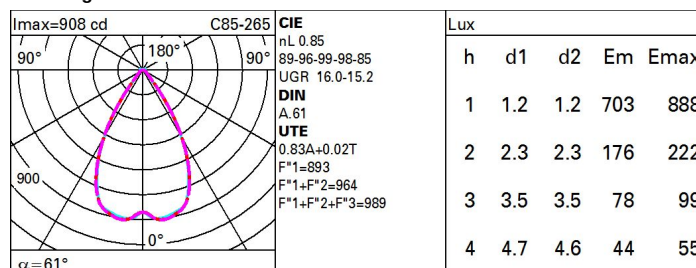 Imax=908 cd C85-265
90° 180° 90°
900
0°
α=61°
CIE
nL 0.85
89-96-99-98-85
UGR 16.0-15.2
DIN
A.61
UTE
0.83A+0.02T
F"1=893
F"1+F"2=964
F"1+F"2+F"3=989
Lux
h d1 d2 Em Emax
1 1.2 1.2 703 888
2 2.3 2.3 176 222
3 3.5 3.5 78 99
4 4.7 4.6 44 55